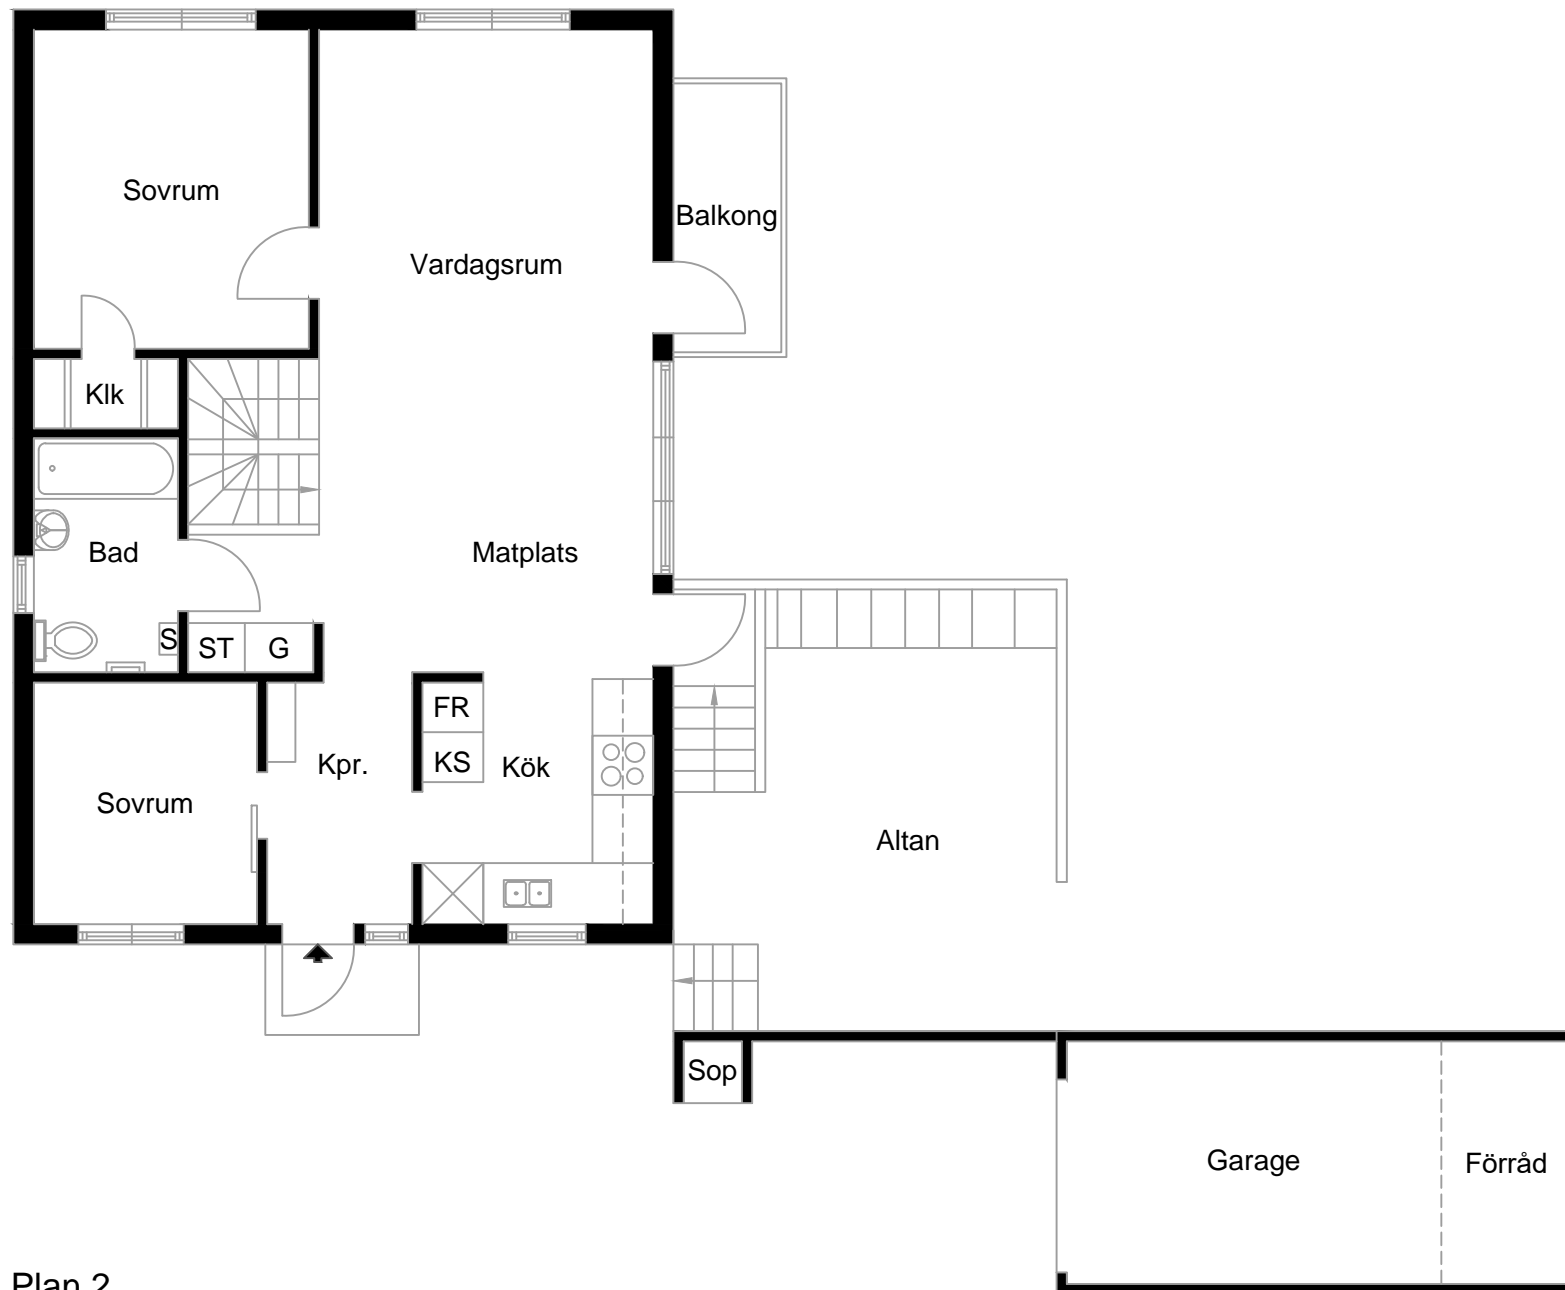 Sovrum
Balkong
Vardagsrum
Klk
Bad
Matplats
S
ST
G
FR
KS
Kpr.
Kök
Sovrum
Altan
Sop
Garage
Förråd
Plan 2